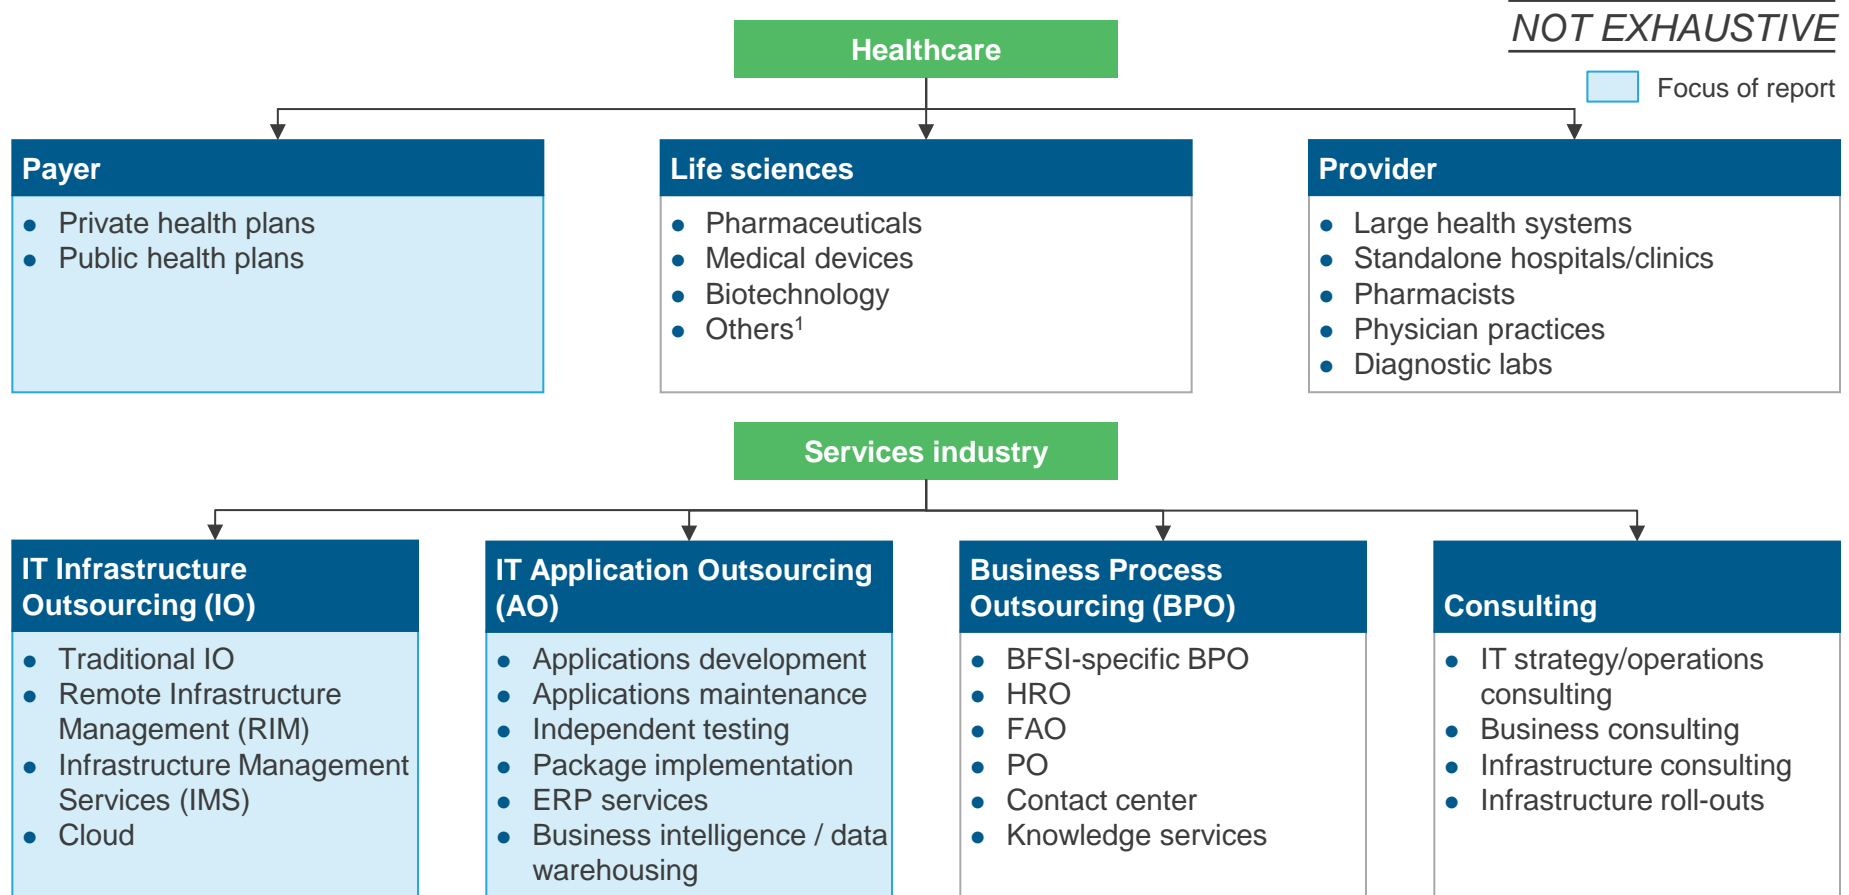 NOT EXHAUSTIVE
Focus of report
Healthcare
Payer
● Private health plans
● Public health plans
Life sciences
● Pharmaceuticals
● Medical devices
● Biotechnology
● Others¹
Provider
● Large health systems
● Standalone hospitals/clinics
● Pharmacists
● Physician practices
● Diagnostic labs
Services industry
IT Infrastructure
Outsourcing (IO)
● Traditional IO
● Remote Infrastructure
Management (RIM)
● Infrastructure Management
Services (IMS)
● Cloud
IT Application Outsourcing
(AO)
● Applications development
● Applications maintenance
● Independent testing
● Package implementation
● ERP services
● Business intelligence / data
warehousing
Business Process
Outsourcing (BPO)
● BFSI-specific BPO
● HRO
● FAO
● PO
● Contact center
● Knowledge services
Consulting
● IT strategy/operations
consulting
● Business consulting
● Infrastructure consulting
● Infrastructure roll-outs